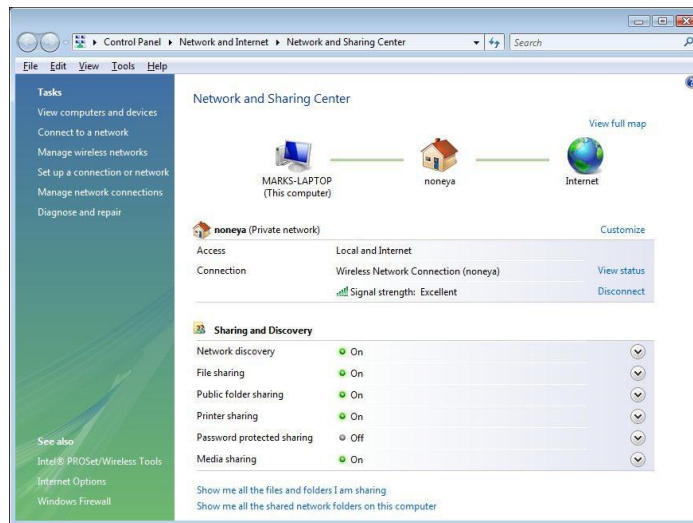 Control Panel ▸ Network and Internet ▸ Network and Sharing Center
Search
File Edit View Tools Help
Tasks
View computers and devices
Connect to a network
Manage wireless networks
Set up a connection or network
Manage network connections
Diagnose and repair
See also
Intel® PROSet/Wireless Tools
Internet Options
Windows Firewall
Network and Sharing Center
View full map
MARKS-LAPTOP
(This computer)
noneya
Internet
noneya (Private network) Customize
Access Local and Internet
Connection Wireless Network Connection (noneya) View status
Signal strength: Excellent Disconnect
Sharing and Discovery
Network discovery On
File sharing On
Public folder sharing On
Printer sharing On
Password protected sharing Off
Media sharing On
Show me all the files and folders I am sharing
Show me all the shared network folders on this computer